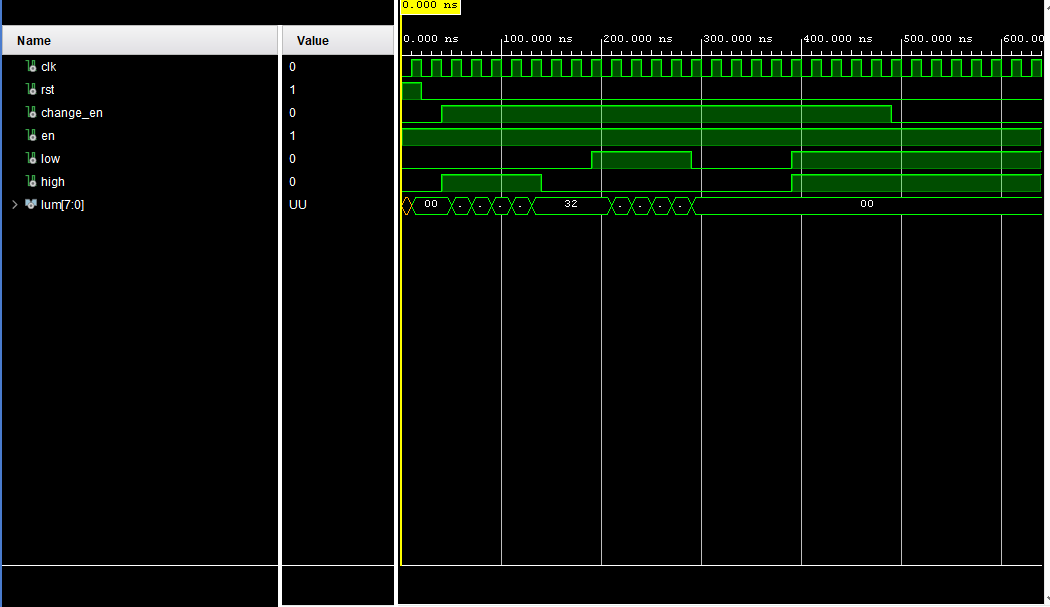 0.000 ns
Name Value
0.000 ns 100.000 ns 200.000 ns 300.000 ns 400.000 ns 500.000 ns 600.00
clk 0
rst 1
change_en 0
en 1
low 0
high 0
lum[7:0] UU 00 . . . . 32 . . . . 00